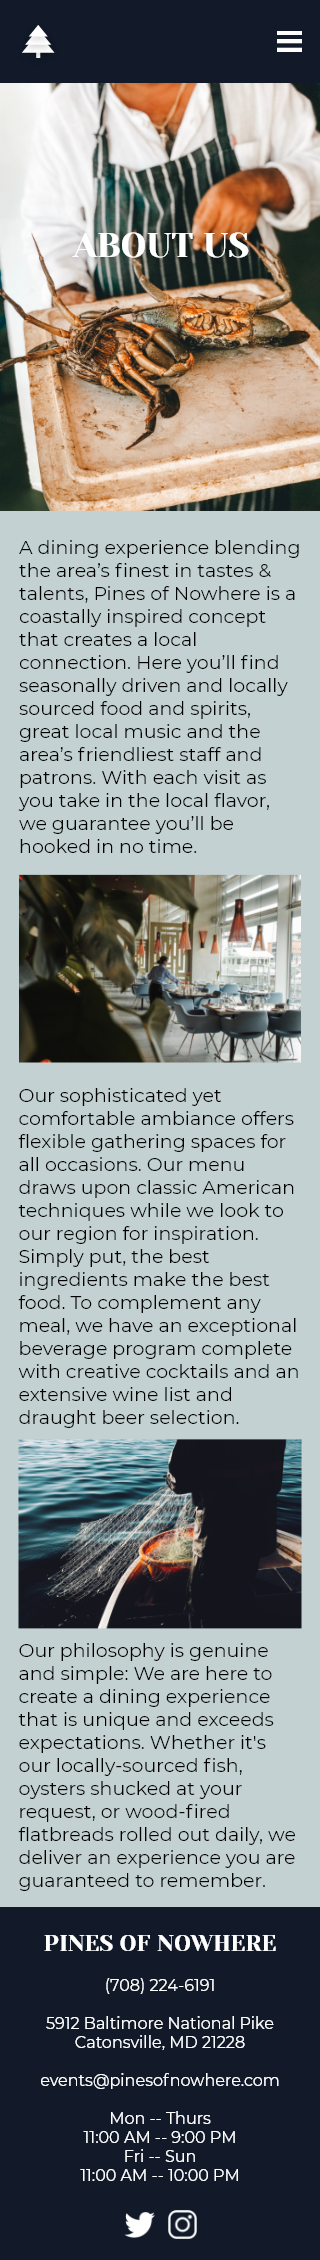 ABOUT US
A dining experience blending
the area’s finest in tastes &
talents, Pines of Nowhere is a
coastally inspired concept
that creates a local
connection. Here you’ll find
seasonally driven and locally
sourced food and spirits,
great local music and the
area’s friendliest staff and
patrons. With each visit as
you take in the local flavor,
we guarantee you’ll be
hooked in no time.
Our sophisticated yet
comfortable ambiance offers
flexible gathering spaces for
all occasions. Our menu
draws upon classic American
techniques while we look to
our region for inspiration.
Simply put, the best
ingredients make the best
food. To complement any
meal, we have an exceptional
beverage program complete
with creative cocktails and an
extensive wine list and
draught beer selection.
Our philosophy is genuine
and simple: We are here to
create a dining experience
that is unique and exceeds
expectations. Whether it's
our locally-sourced fish,
oysters shucked at your
request, or wood-fired
flatbreads rolled out daily, we
deliver an experience you are
guaranteed to remember.
PINES OF NOWHERE
(708) 224-6191
5912 Baltimore National Pike
Catonsville, MD 21228
events@pinesofnowhere.com
Mon -- Thurs
11:00 AM -- 9:00 PM
Fri -- Sun
11:00 AM -- 10:00 PM